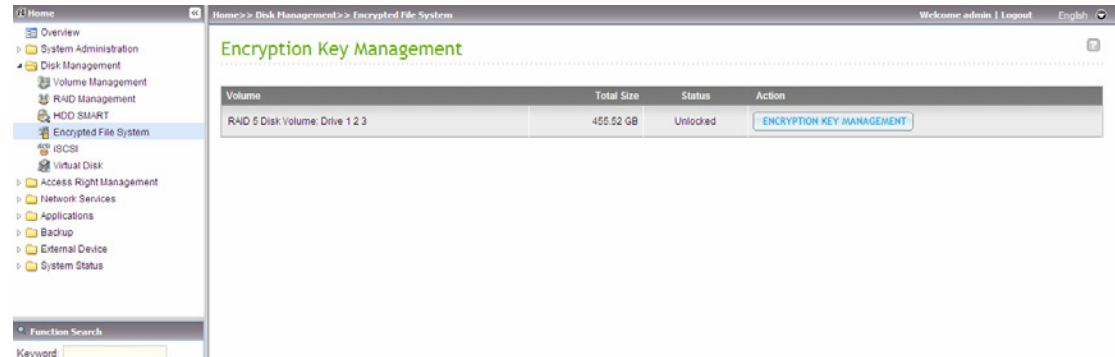 Home
Home>> Disk Management>> Encrypted File System
Welcome admin | Logout
English
Overview
System Administration
Disk Management
Volume Management
RAID Management
HDD SMART
Encrypted File System
iSCSI
Virtual Disk
Access Right Management
Network Services
Applications
Backup
External Device
System Status
Function Search
Keyword:
Encryption Key Management
Volume Total Size Status Action
RAID 5 Disk Volume: Drive 1 2 3 455.52 GB Unlocked ENCRYPTION KEY MANAGEMENT